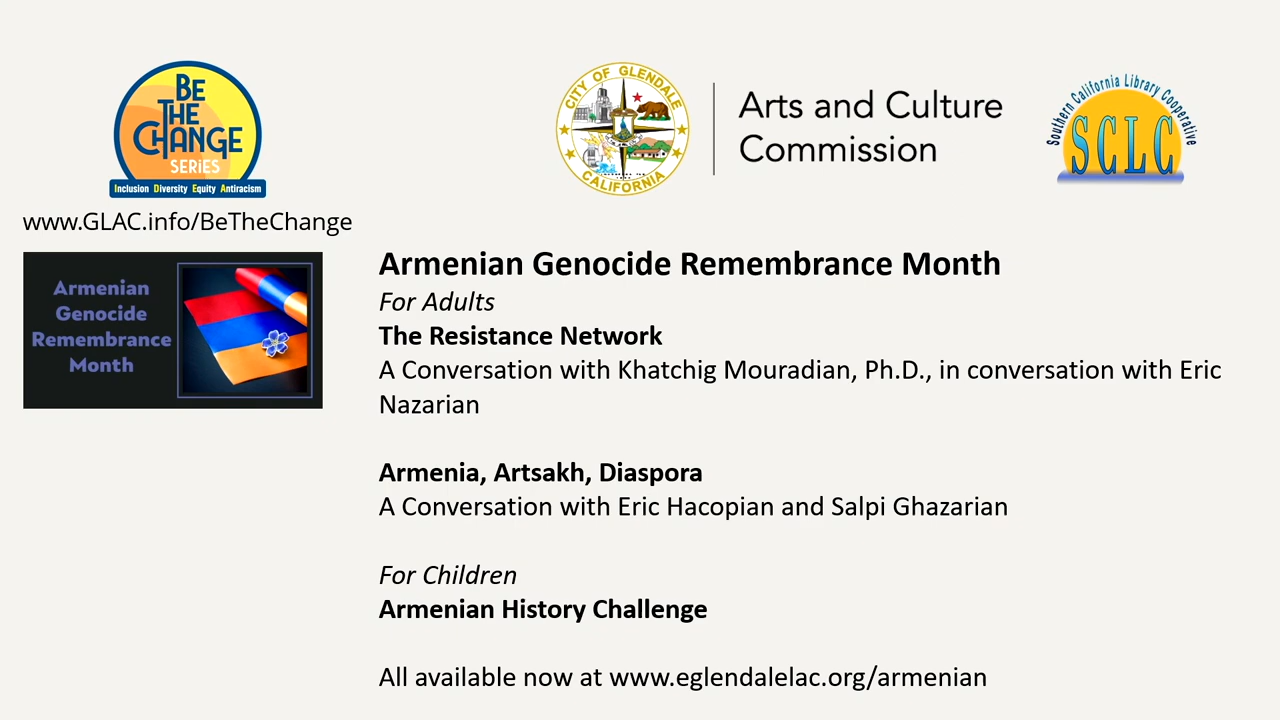 BE
THE
CHANGE
SERIES
Inclusion Diversity Equity Antiracism
www.GLAC.info/BeTheChange
CITY OF GLENDALE
CALIFORNIA
Arts and Culture
Commission
Southern California Library Cooperative
SCLC
Armenian
Genocide
Remembrance
Month
Armenian Genocide Remembrance Month
For Adults
The Resistance Network
A Conversation with Khatchig Mouradian, Ph.D., in conversation with Eric
Nazarian
Armenia, Artsakh, Diaspora
A Conversation with Eric Hacopian and Salpi Ghazarian
For Children
Armenian History Challenge
All available now at www.eglendalelac.org/armenian